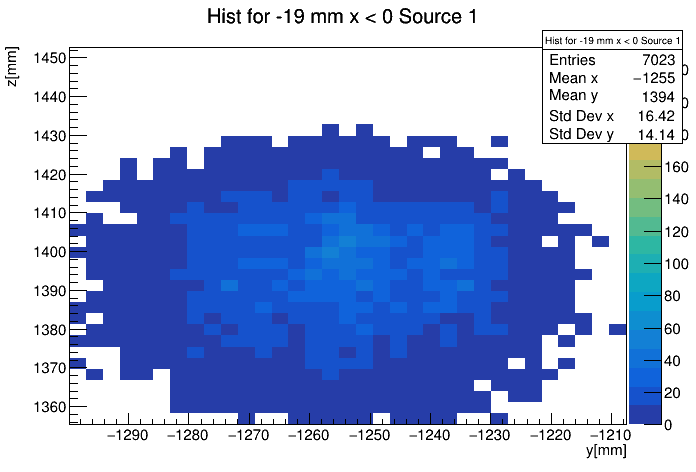 Hist for -19 mm x < 0 Source 1
z[mm]
Hist for -19 mm x < 0 Source 1
Entries 7023
Mean x −1255
Mean y 1394
Std Dev x 16.42
Std Dev y 14.14
1450
1440
1430
1420
1410
1400
1390
1380
1370
1360
0
0
160
140
120
100
80
60
40
20
0
−1290 −1280 −1270 −1260 −1250 −1240 −1230 −1220 −1210
y[mm]